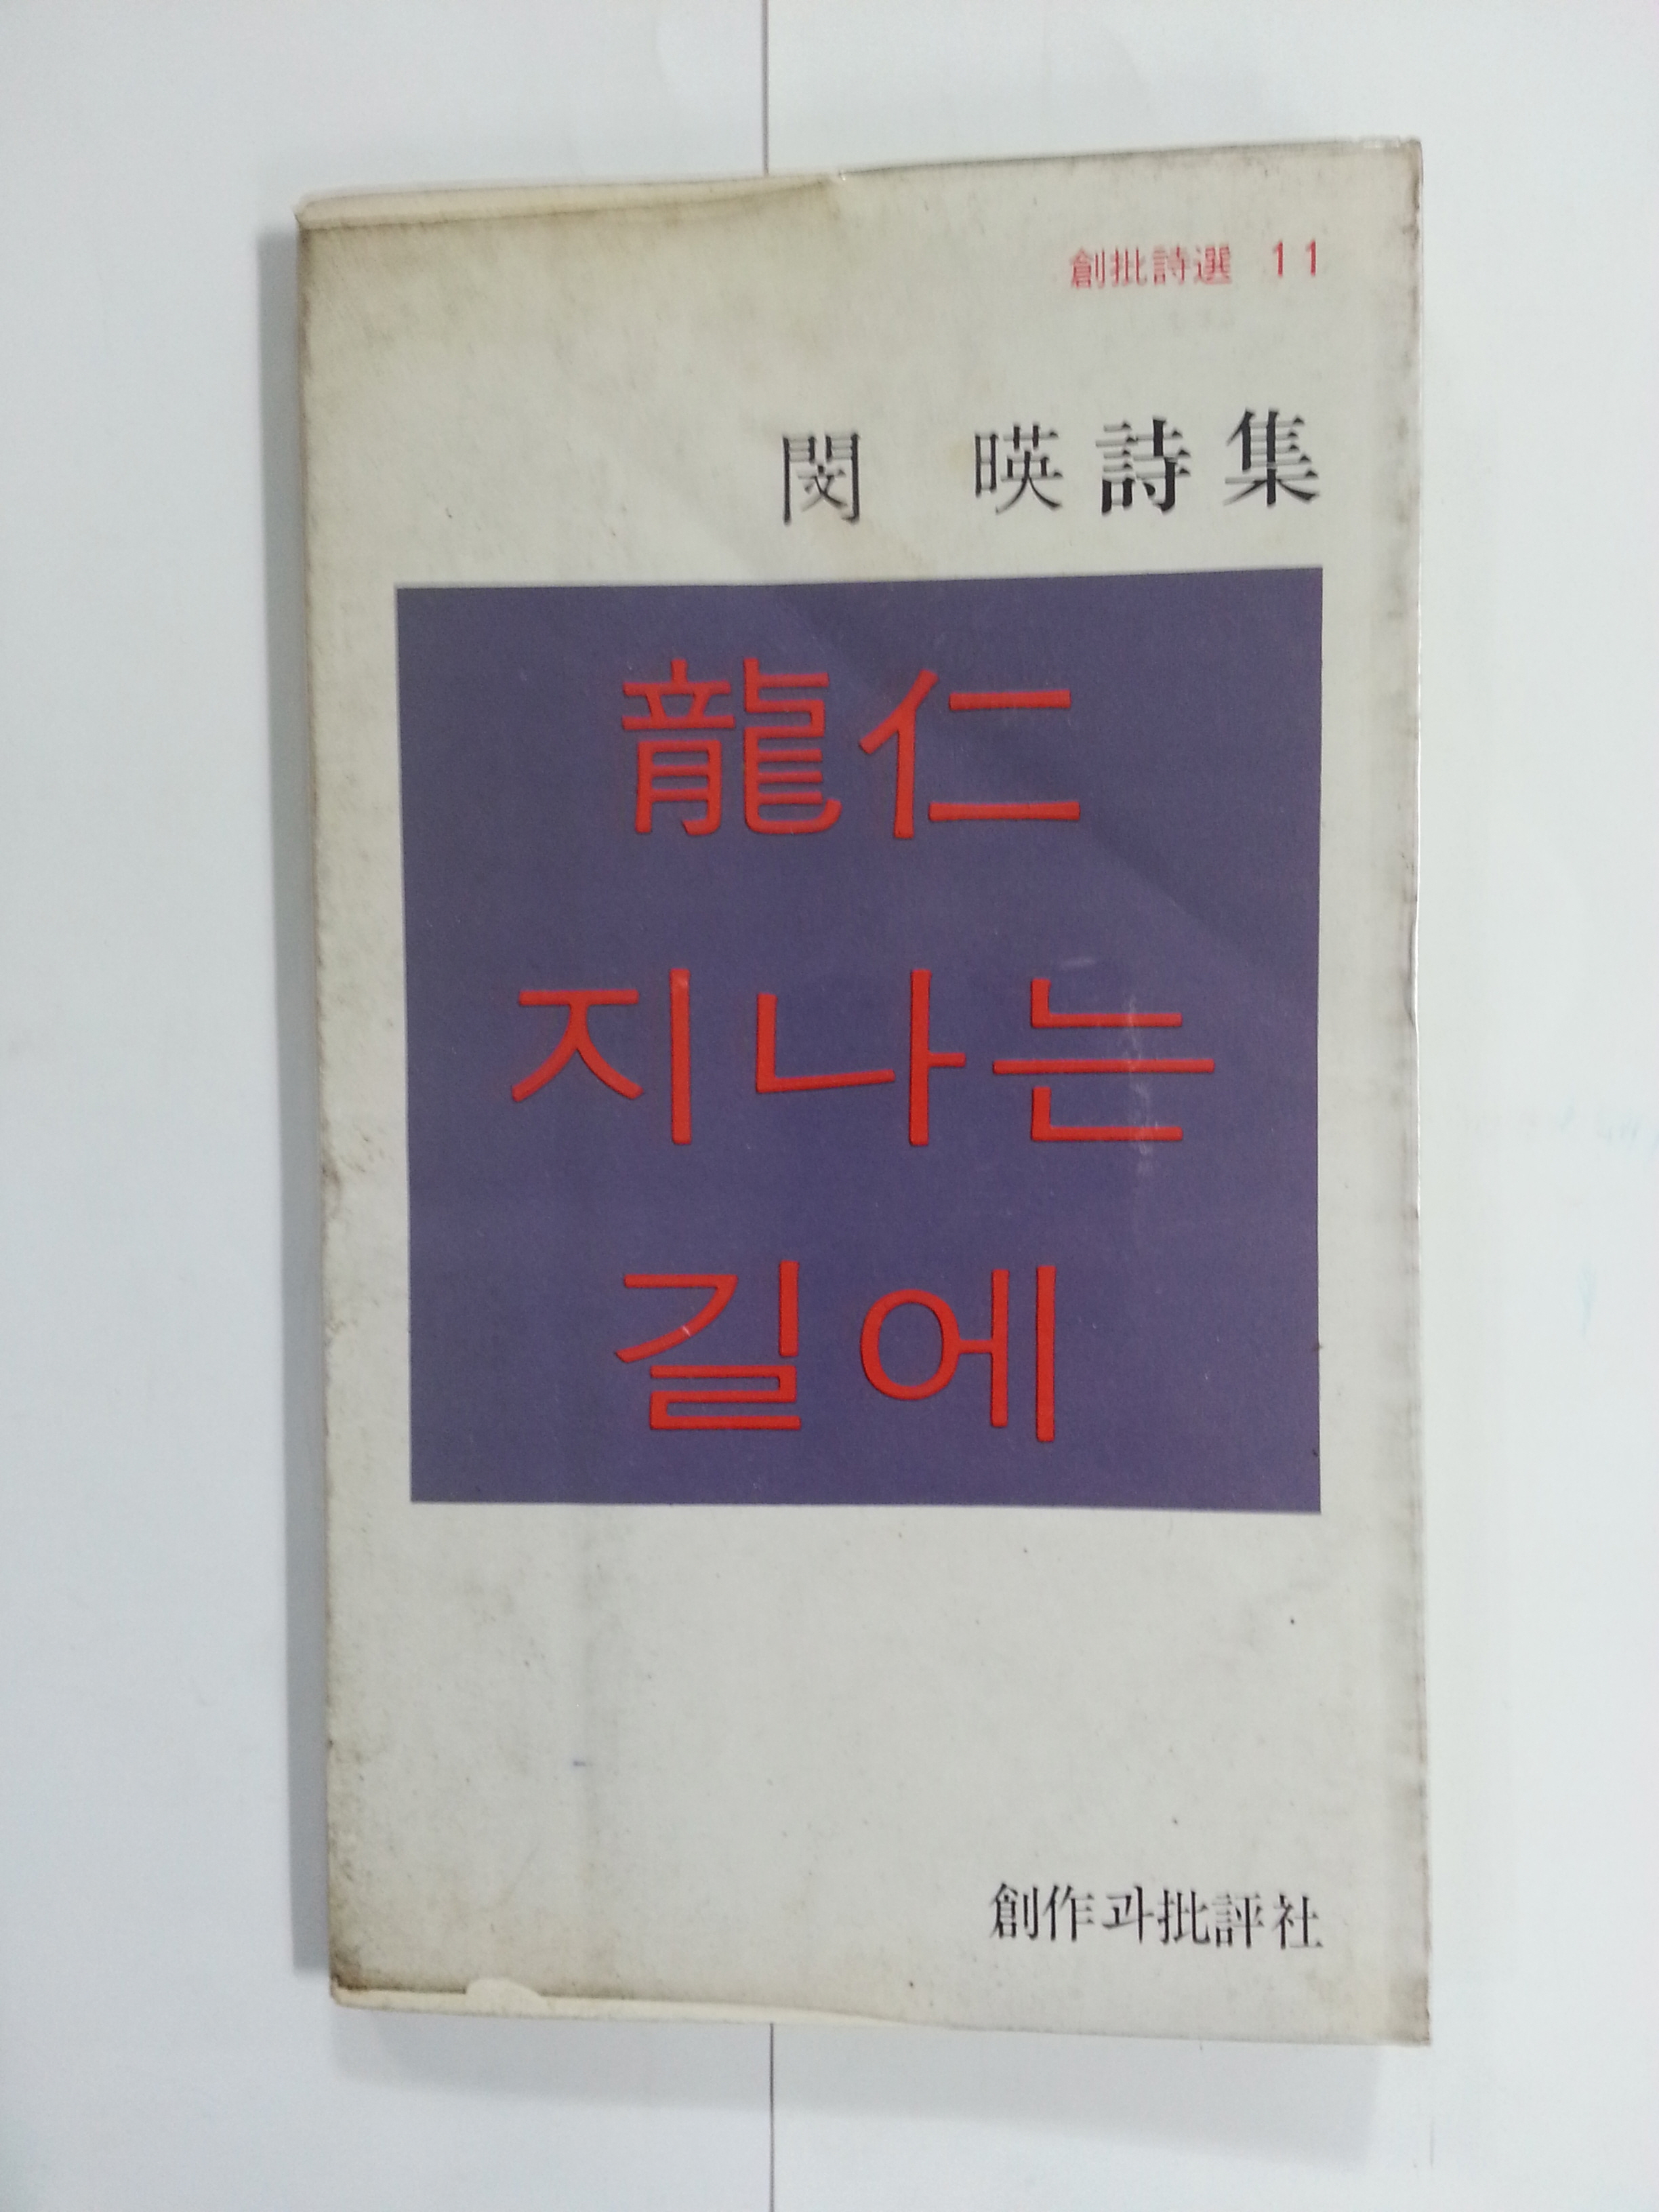 創批詩選 11
閔 暎詩集
龍仁
지나는
길에
創作과批評社